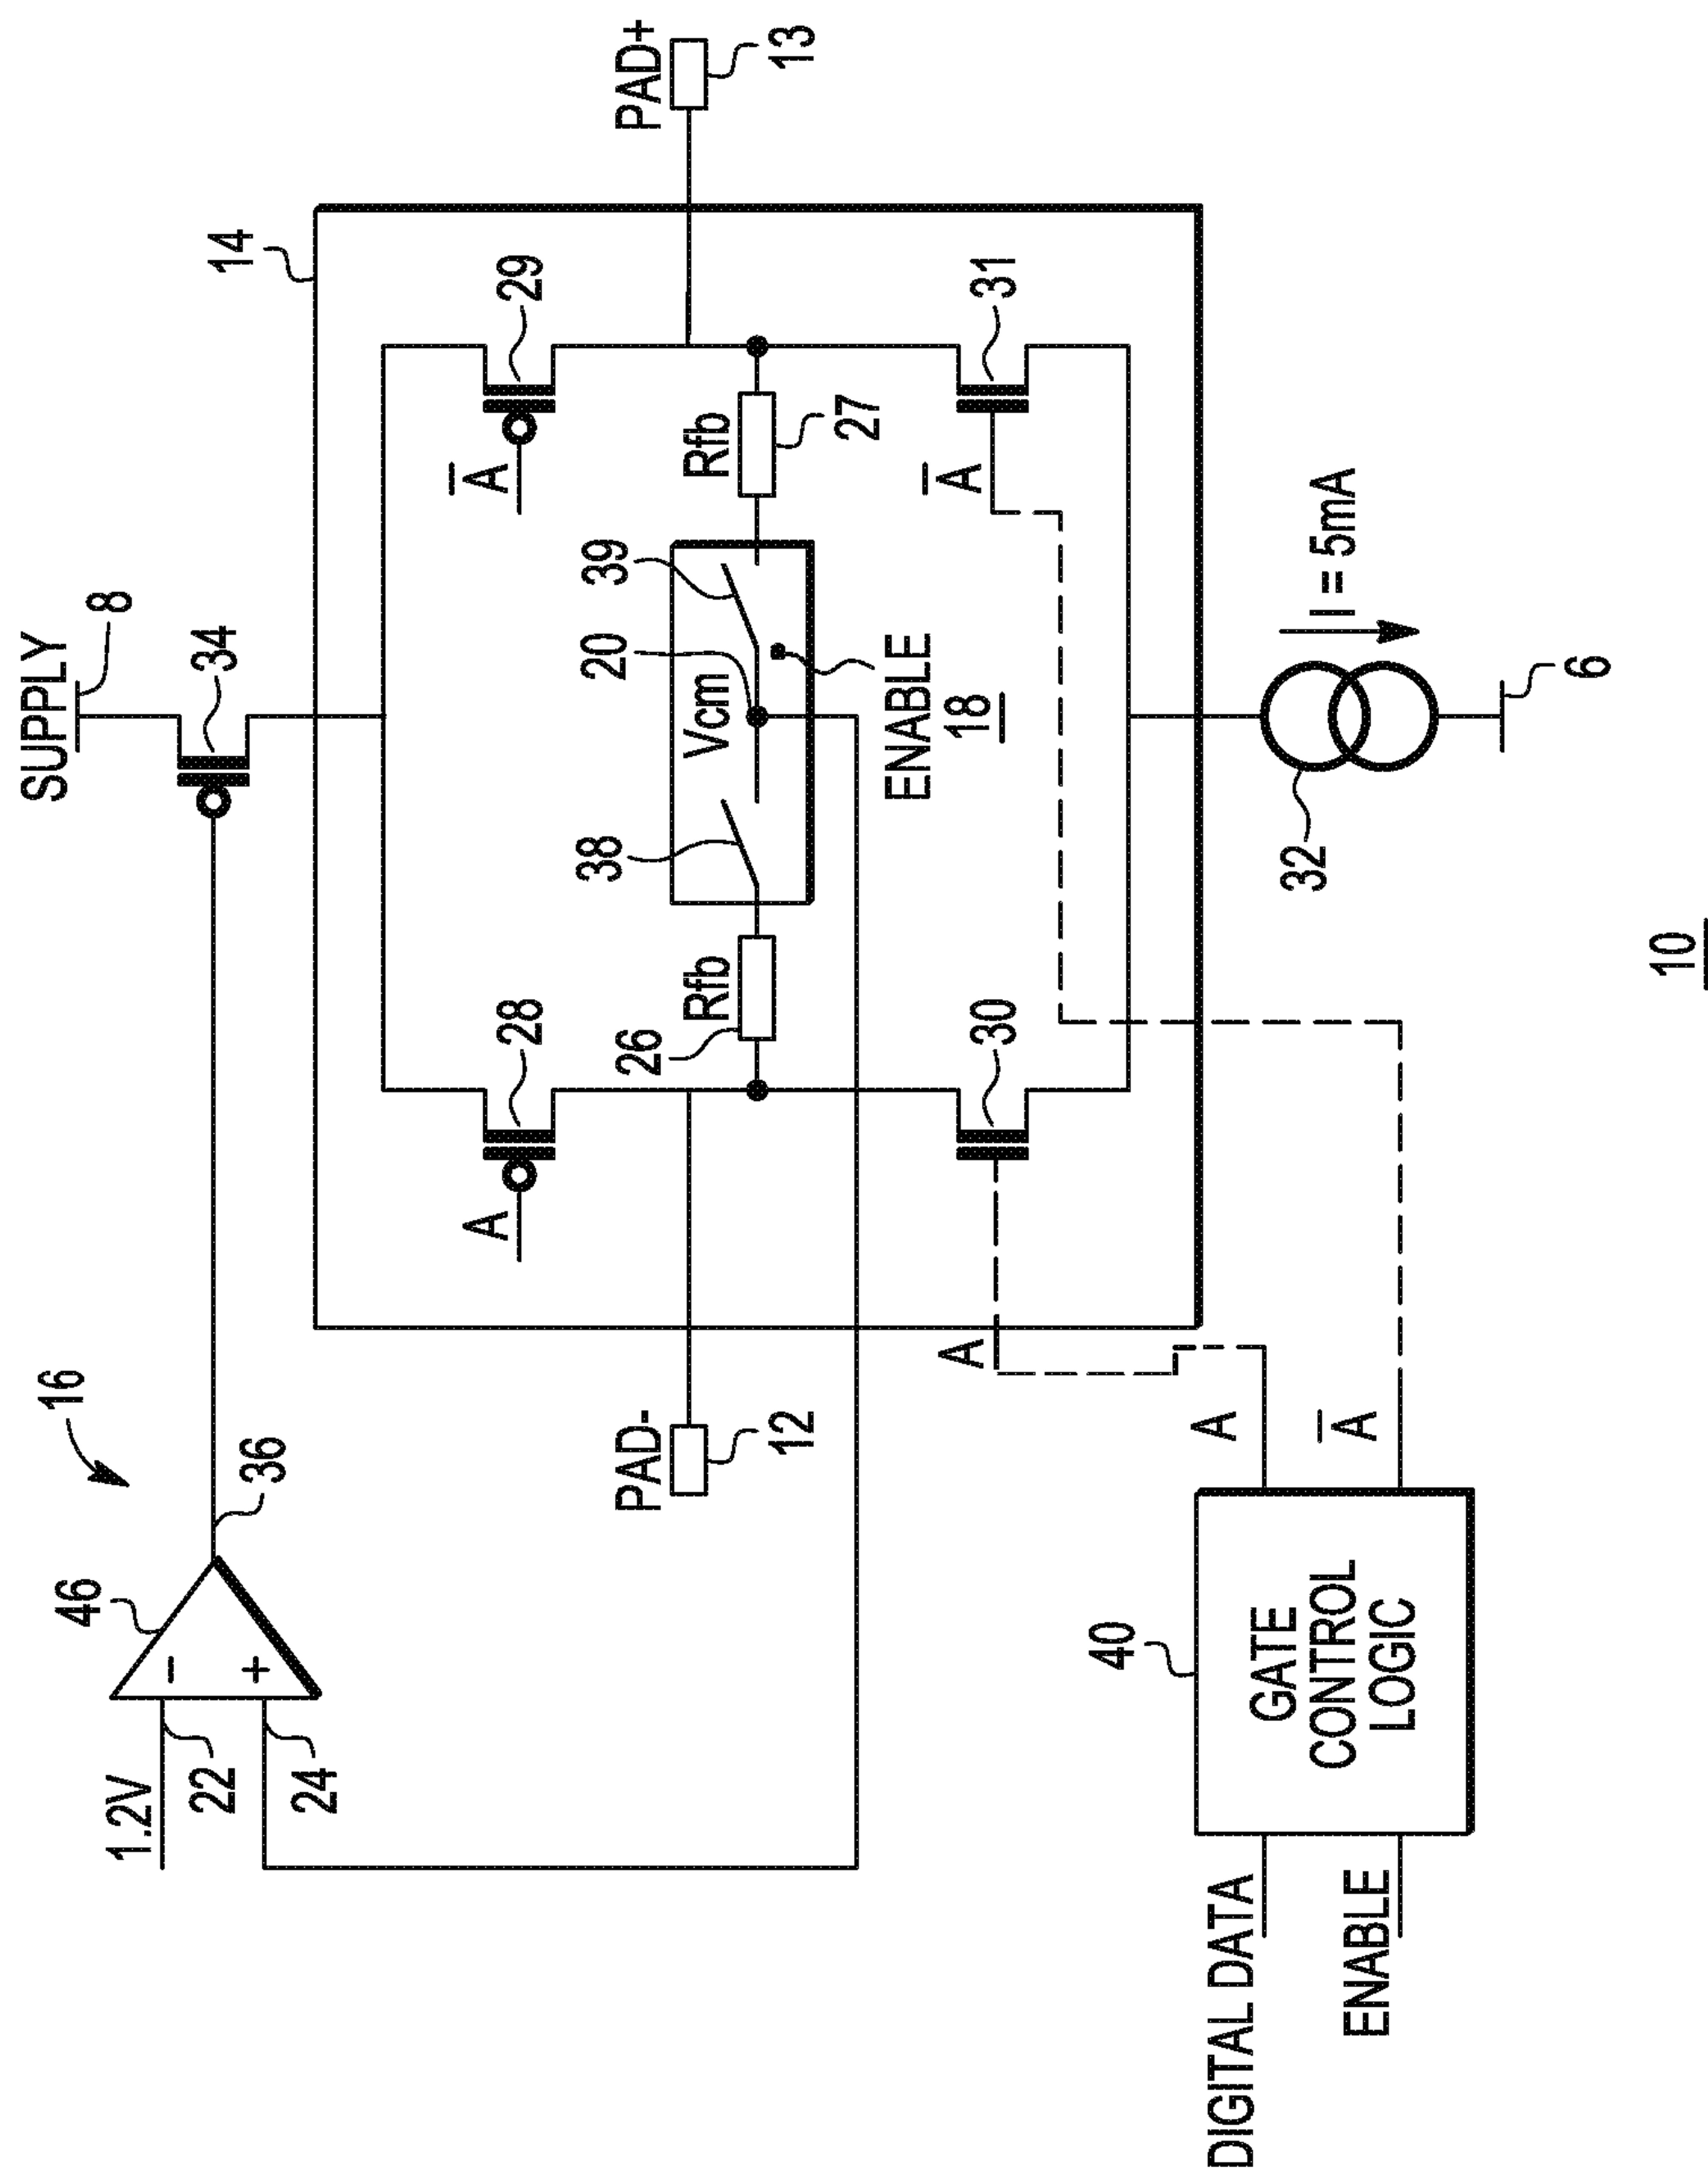 SUPPLY
8
34
16
46
36
1.2V
22
24
−
+
14
28
A
29
A̅
PAD-
12
PAD+
13
26
Rfb
38
Vcm
20
39
Rfb
27
ENABLE
18
A
30
A̅
31
40
DIGITAL DATA
ENABLE
GATE
CONTROL
LOGIC
A
A̅
32
I = 5mA
6
10